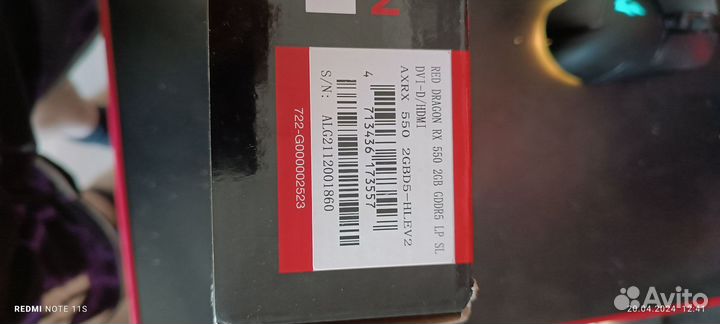 RED DRAGON RX 550 2GB GDDR5 LP SL
DVI-D/HDMI
AXRX 550 2GBD5-HLEV2
4 713436 173557
S/N: ALG2112001860
722-G000002523
REDMI NOTE 11S
Avito
20.04.2024 12:41